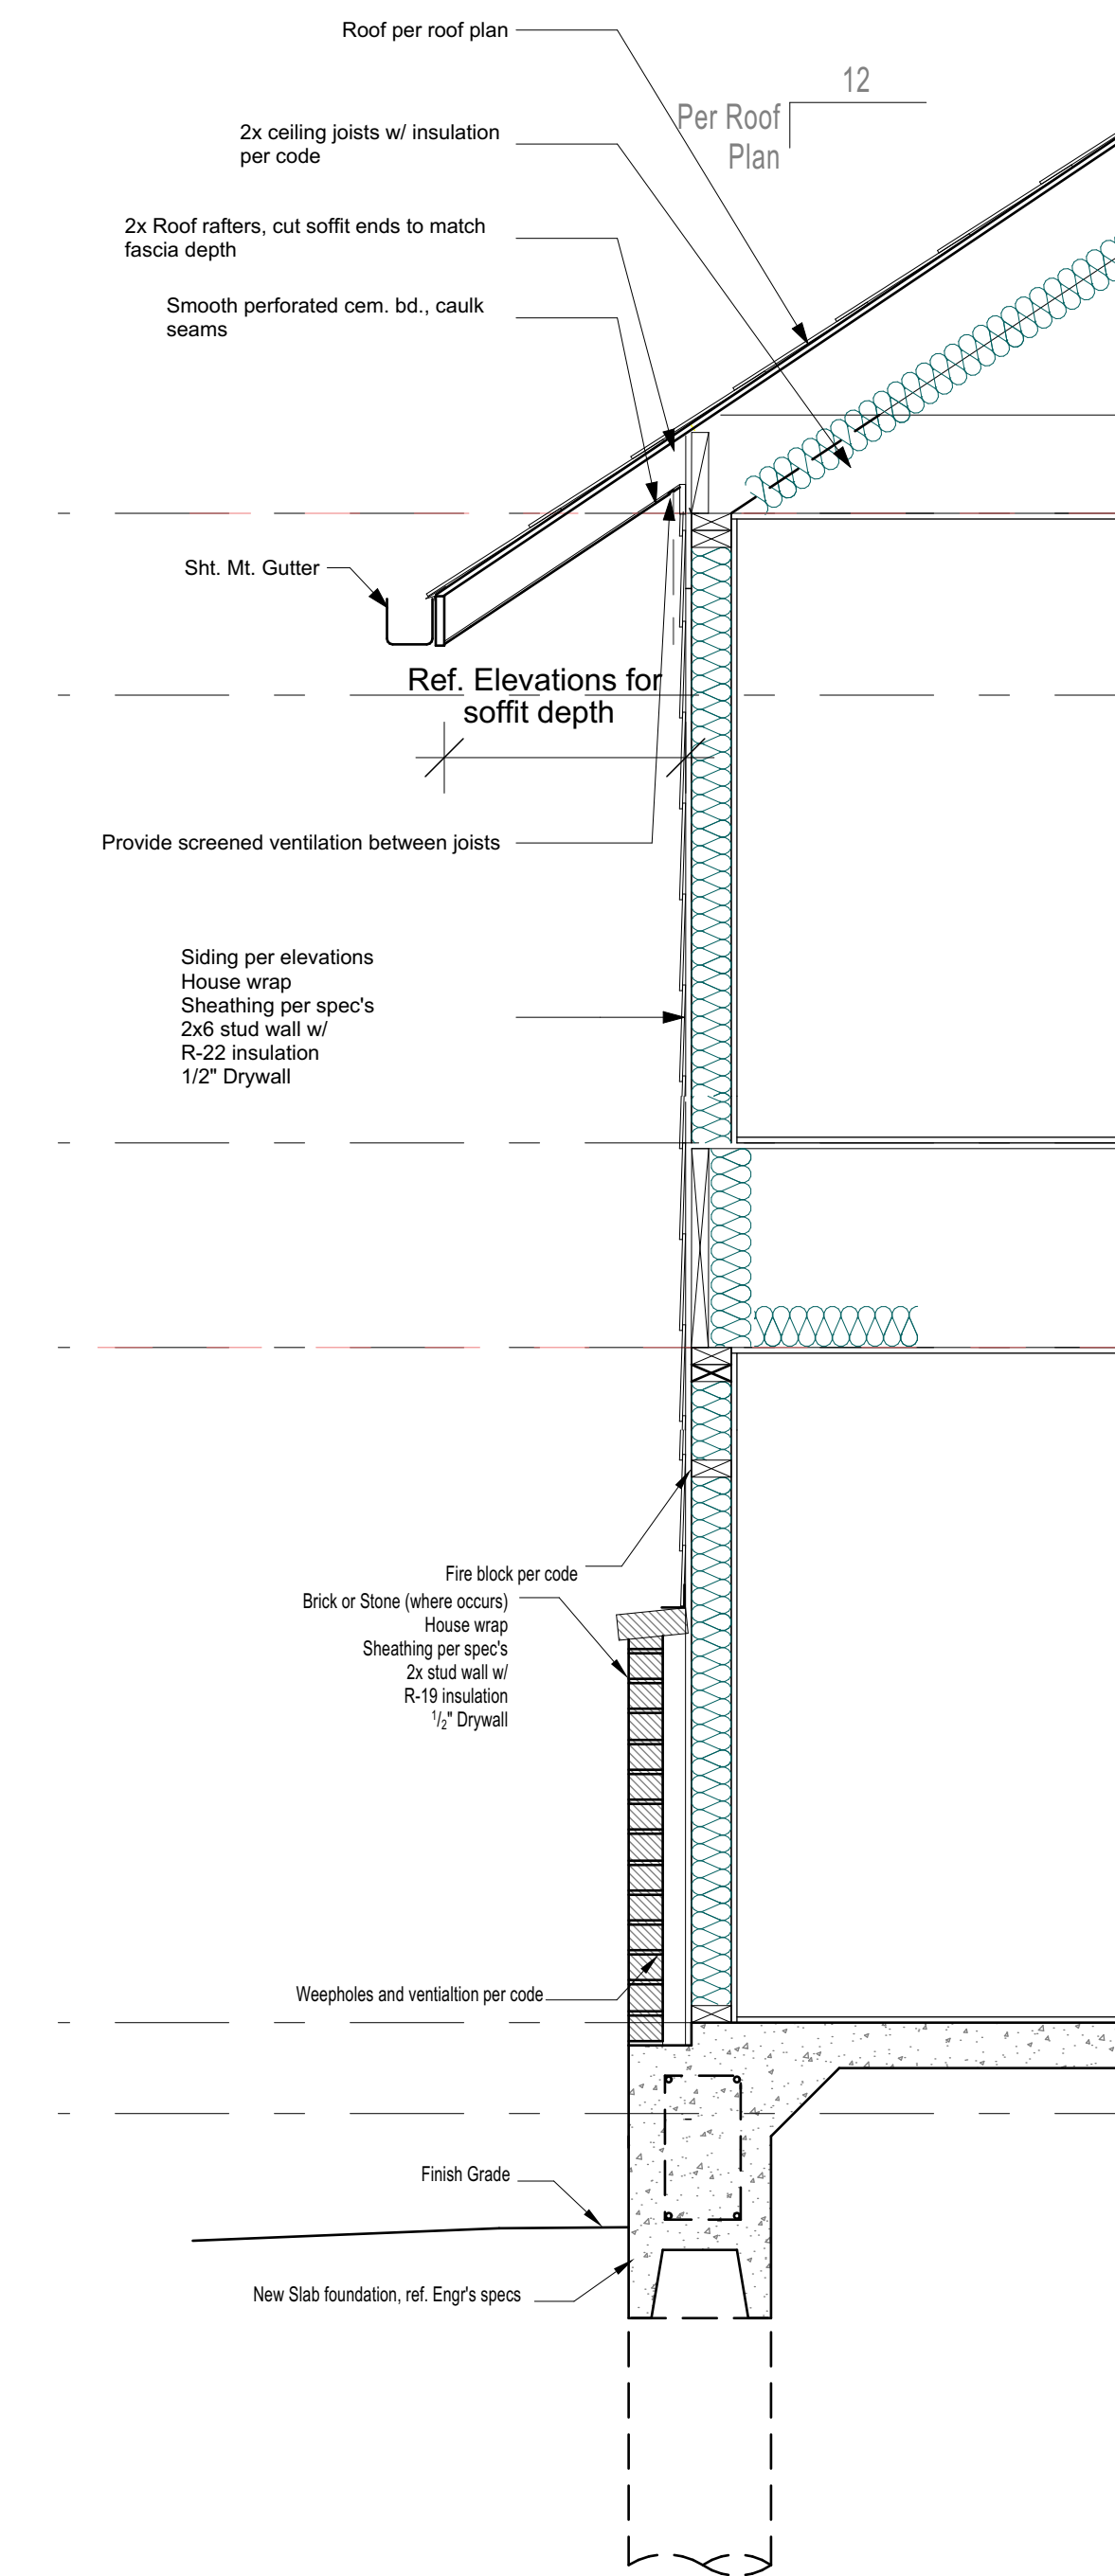 Roof per roof plan
12
Per Roof
Plan
2x ceiling joists w/ insulation
per code
2x Roof rafters, cut soffit ends to match
fascia depth
Smooth perforated cem. bd., caulk
seams
Sht. Mt. Gutter
Ref. Elevations for
soffit depth
Provide screened ventilation between joists
Siding per elevations
House wrap
Sheathing per spec's
2x6 stud wall w/
R-22 insulation
1/2" Drywall
Fire block per code
Brick or Stone (where occurs)
House wrap
Sheathing per spec's
2x stud wall w/
R-19 insulation
1/2" Drywall
Weepholes and ventialtion per code
Finish Grade
New Slab foundation, ref. Engr's specs